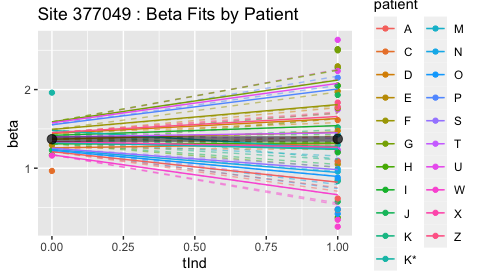 Site 377049 : Beta Fits by Patient
beta
2
1
0.00 0.25 0.50 0.75 1.00
tInd
patient
A
C
D
E
F
G
H
I
J
K
K*
M
N
O
P
S
T
U
W
X
Z